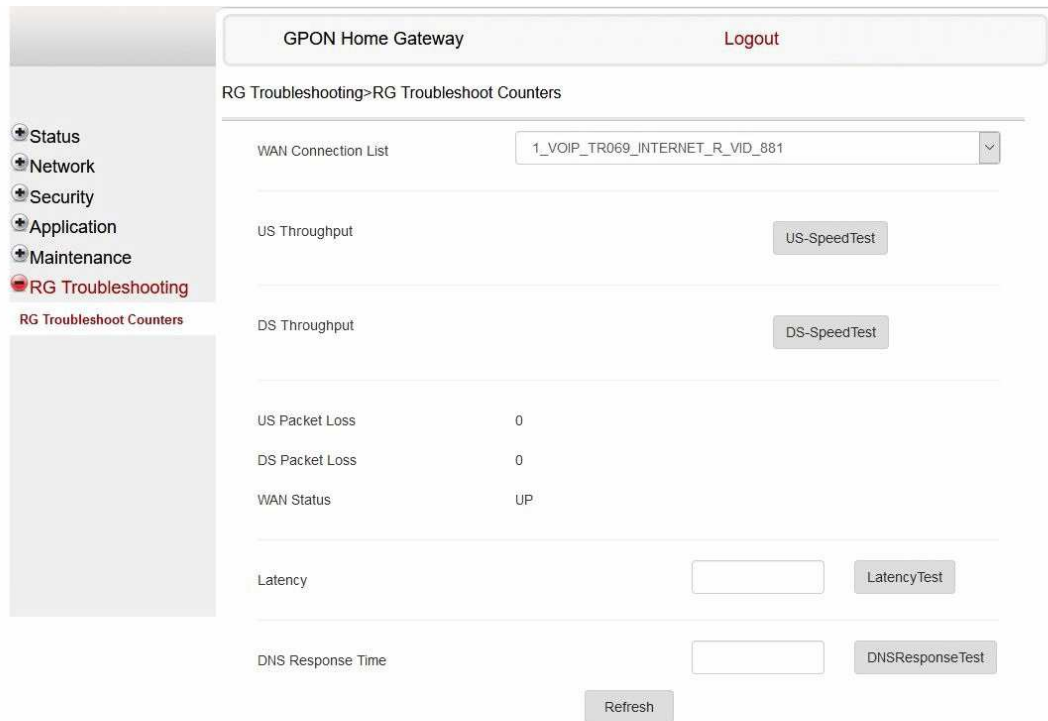 GPON Home Gateway Logout
RG Troubleshooting>RG Troubleshoot Counters
Status
Network
Security
Application
Maintenance
RG Troubleshooting
RG Troubleshoot Counters
WAN Connection List 1_VOIP_TR069_INTERNET_R_VID_881
US Throughput US-SpeedTest
DS Throughput DS-SpeedTest
US Packet Loss 0
DS Packet Loss 0
WAN Status UP
Latency LatencyTest
DNS Response Time DNSResponseTest
Refresh